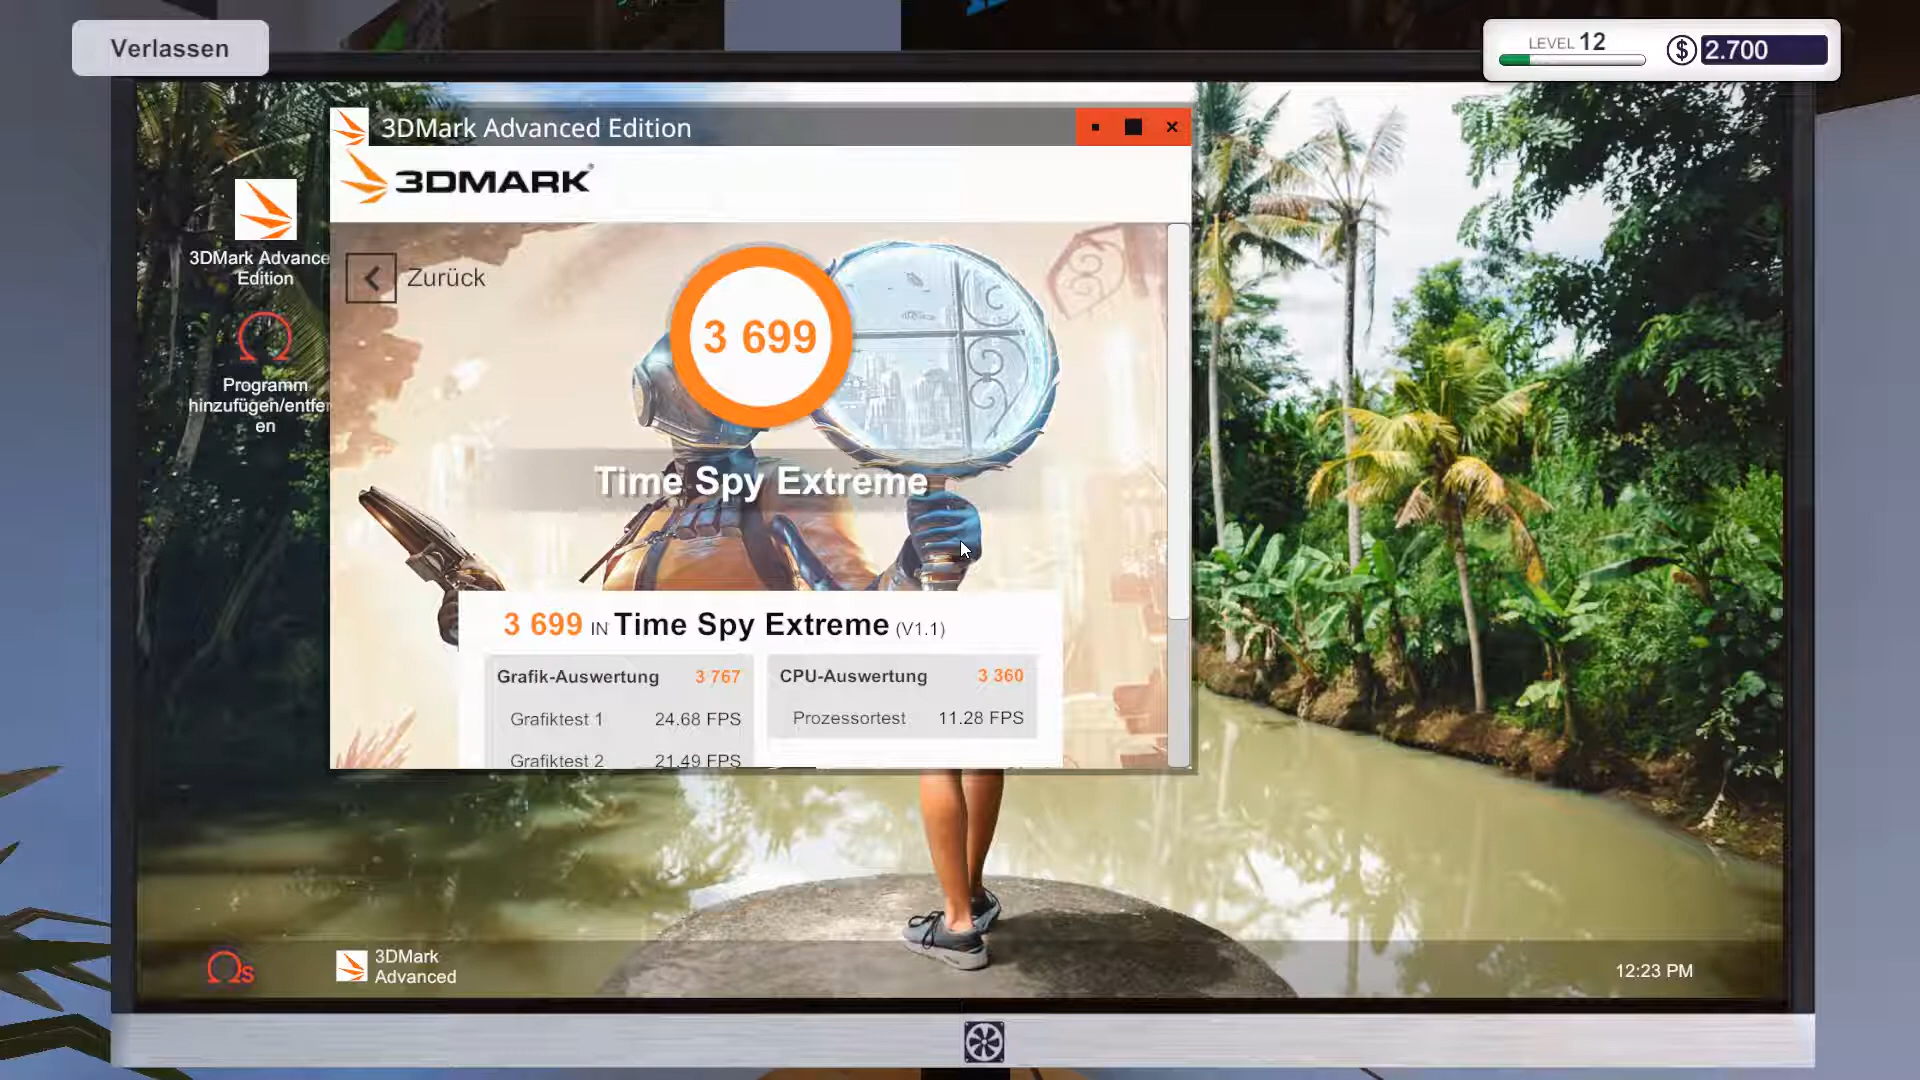 Verlassen
LEVEL 12
$ 2.700
3DMark Advanced Edition
3DMARK®
3DMark Advance
Edition
Programm
hinzufügen/entfer
en
Zurück
3 699
Time Spy Extreme
3 699 IN Time Spy Extreme (V1.1)
Grafik-Auswertung 3 767
Grafiktest 1 24.68 FPS
Grafiktest 2 21.49 FPS
CPU-Auswertung 3 360
Prozessortest 11.28 FPS
Ωs
3DMark
Advanced
12:23 PM